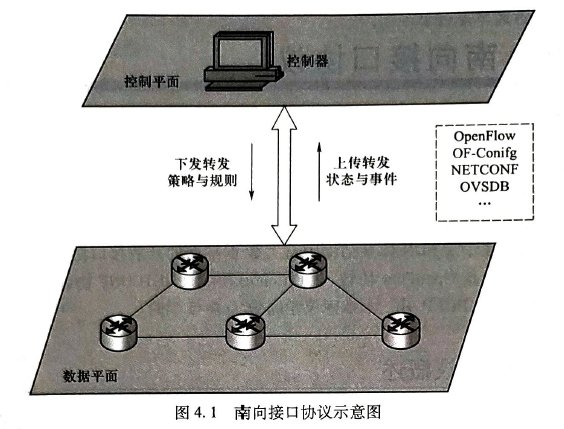 控制平面
控制器
下发转发
策略与规则
上传转发
状态与事件
OpenFlow
OF-Conifg
NETCONF
OVSDB
…
数据平面
图 4.1 南向接口协议示意图